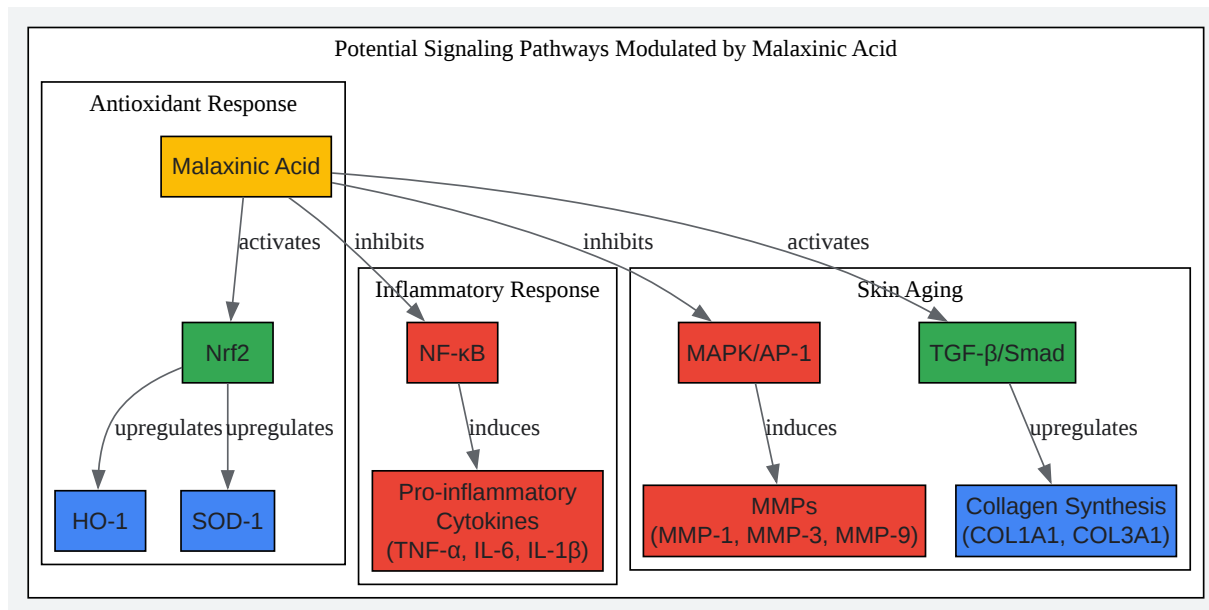 Potential Signaling Pathways Modulated by Malaxinic Acid
Antioxidant Response
Malaxinic Acid
activates
inhibits
inhibits
activates
Inflammatory Response
Skin Aging
Nrf2
NF-κB
MAPK/AP-1
TGF-β/Smad
upregulates
upregulates
induces
induces
upregulates
HO-1
SOD-1
Pro-inflammatory
Cytokines
(TNF-α, IL-6, IL-1β)
MMPs
(MMP-1, MMP-3, MMP-9)
Collagen Synthesis
(COL1A1, COL3A1)